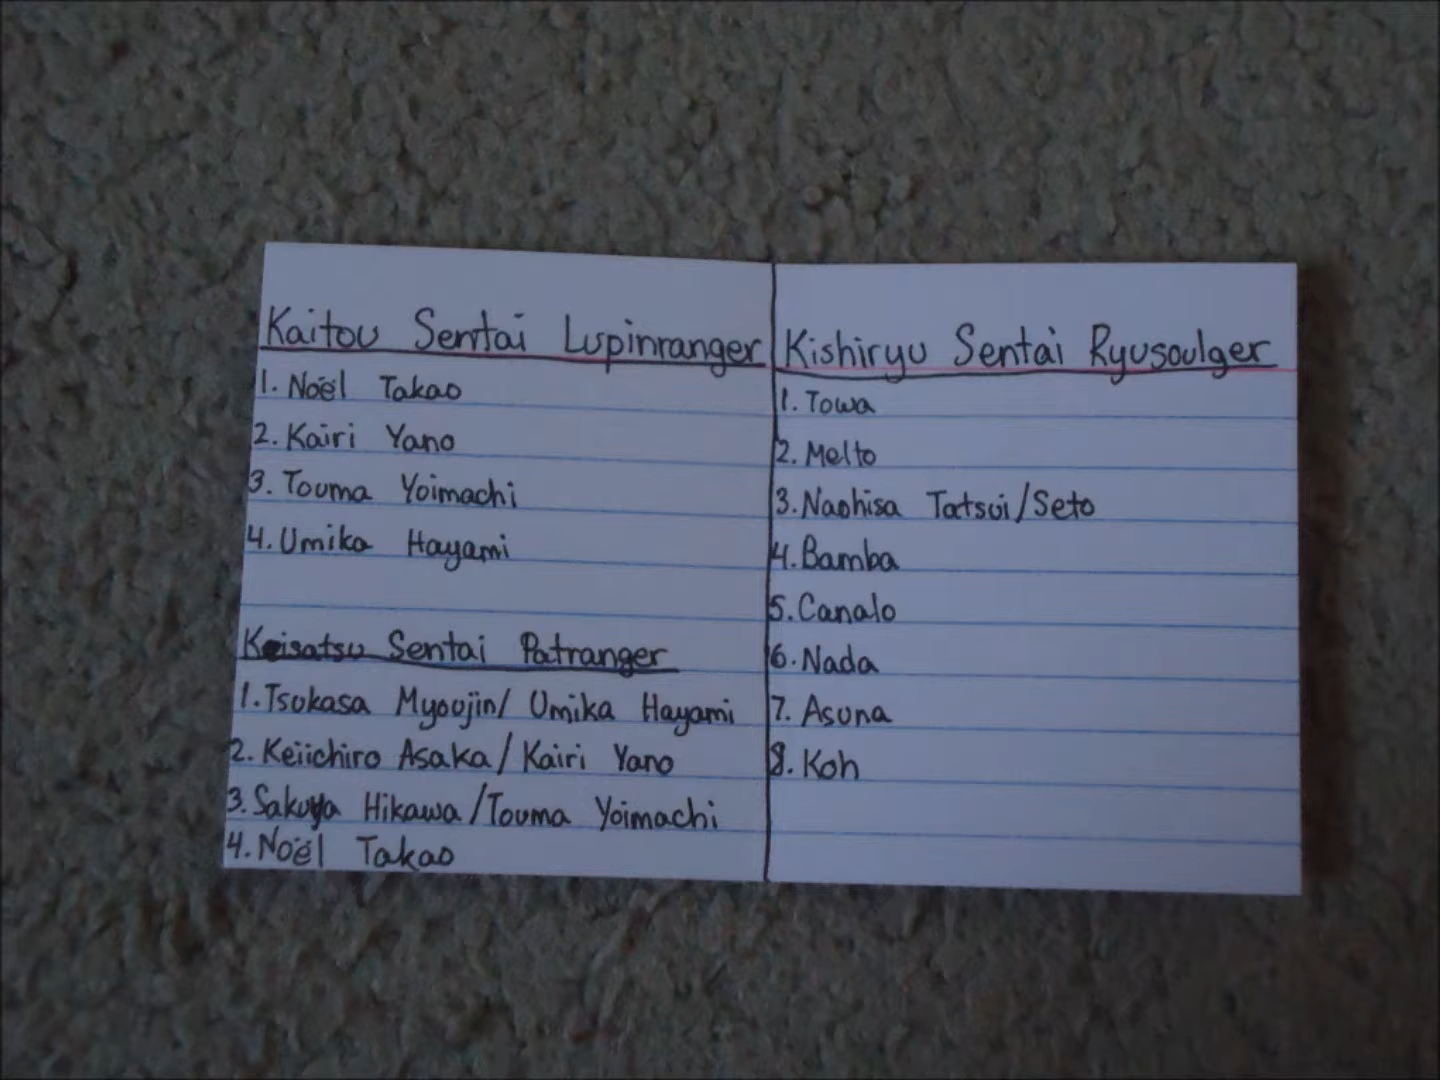 Kaitou Sentai Lupinranger
1. Noël Takao
2. Kairi Yano
3. Touma Yoimachi
4. Umika Hayami
Keisatsu Sentai Patranger
1. Tsukasa Myoujin/ Umika Hayami
2. Keiichiro Asaka/ Kairi Yano
3. Sakuya Hikawa/Touma Yoimachi
4. Noël Takao
Kishiryu Sentai Ryusoulger
1. Towa
2. Melto
3. Naohisa Tatsui/Seto
4. Bamba
5. Canalo
6. Nada
7. Asuna
8. Koh